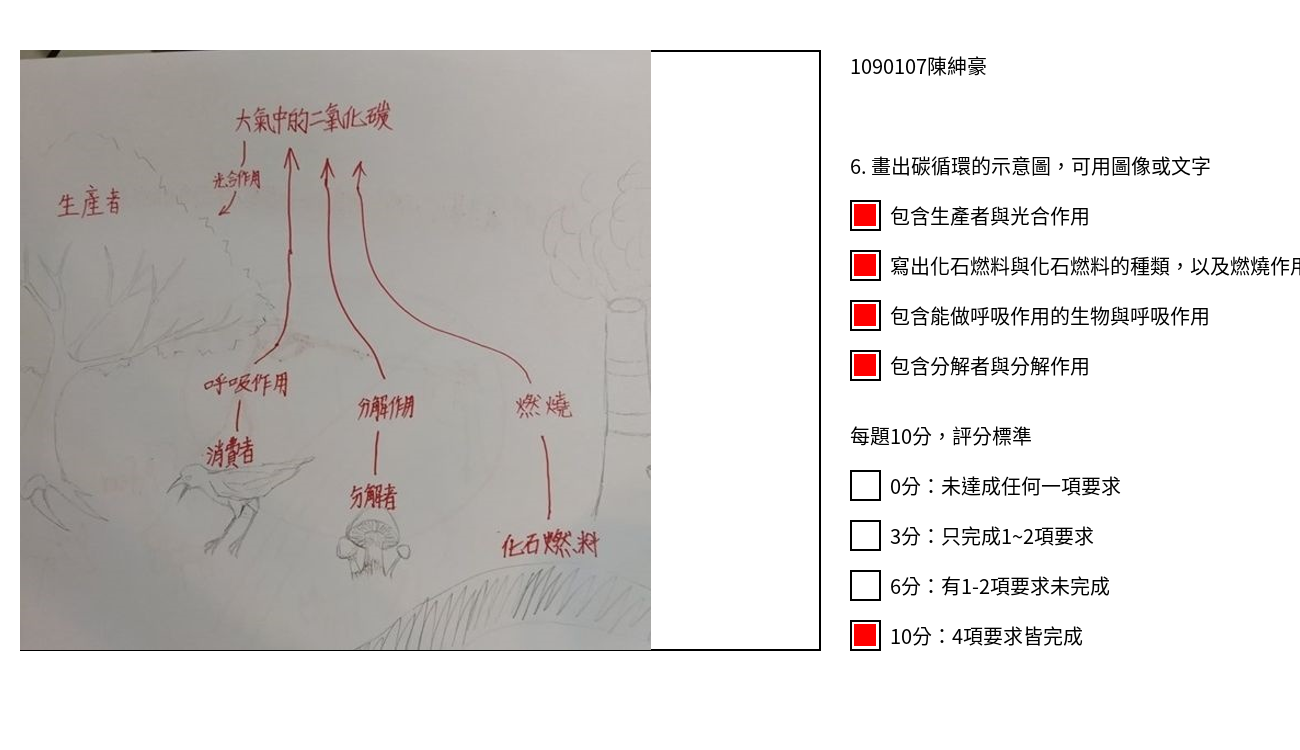 大氣中的二氧化碳
光合作用
生產者
呼吸作用
分解作用
燃燒
消費者
分解者
化石燃料
1090107陳紳豪
6. 畫出碳循環的示意圖，可用圖像或文字
包含生產者與光合作用
寫出化石燃料與化石燃料的種類，以及燃燒作用
包含能做呼吸作用的生物與呼吸作用
包含分解者與分解作用
每題10分，評分標準
0分：未達成任何一項要求
3分：只完成1~2項要求
6分：有1-2項要求未完成
10分：4項要求皆完成